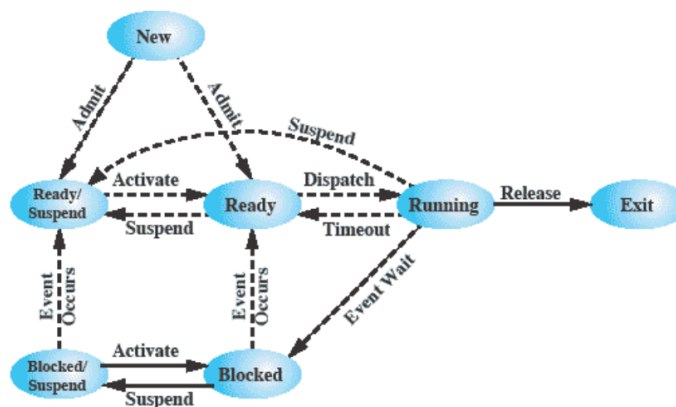 New
Admit
Admit
Suspend
Ready/
Suspend
Activate
Suspend
Ready
Dispatch
Timeout
Running
Release
Exit
Event
Occurs
Event
Occurs
Event Wait
Blocked/
Suspend
Activate
Suspend
Blocked